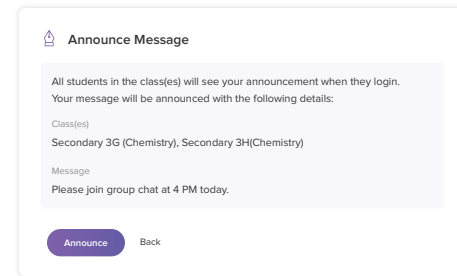 Announce Message
All students in the class(es) will see your announcement when they login.
Your message will be announced with the following details:
Class(es)
Secondary 3G (Chemistry), Secondary 3H(Chemistry)
Message
Please join group chat at 4 PM today.
Announce Back